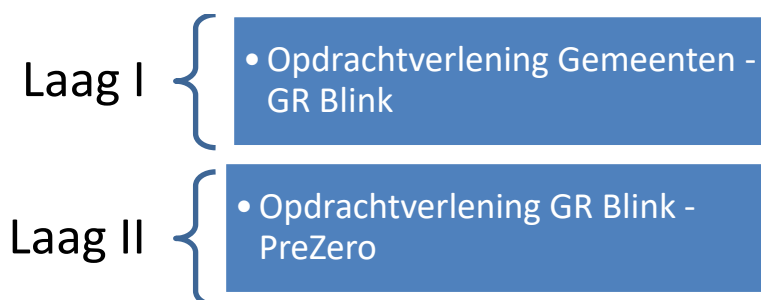 Laag I
• Opdrachtverlening Gemeenten -
GR Blink
Laag II
• Opdrachtverlening GR Blink -
PreZero